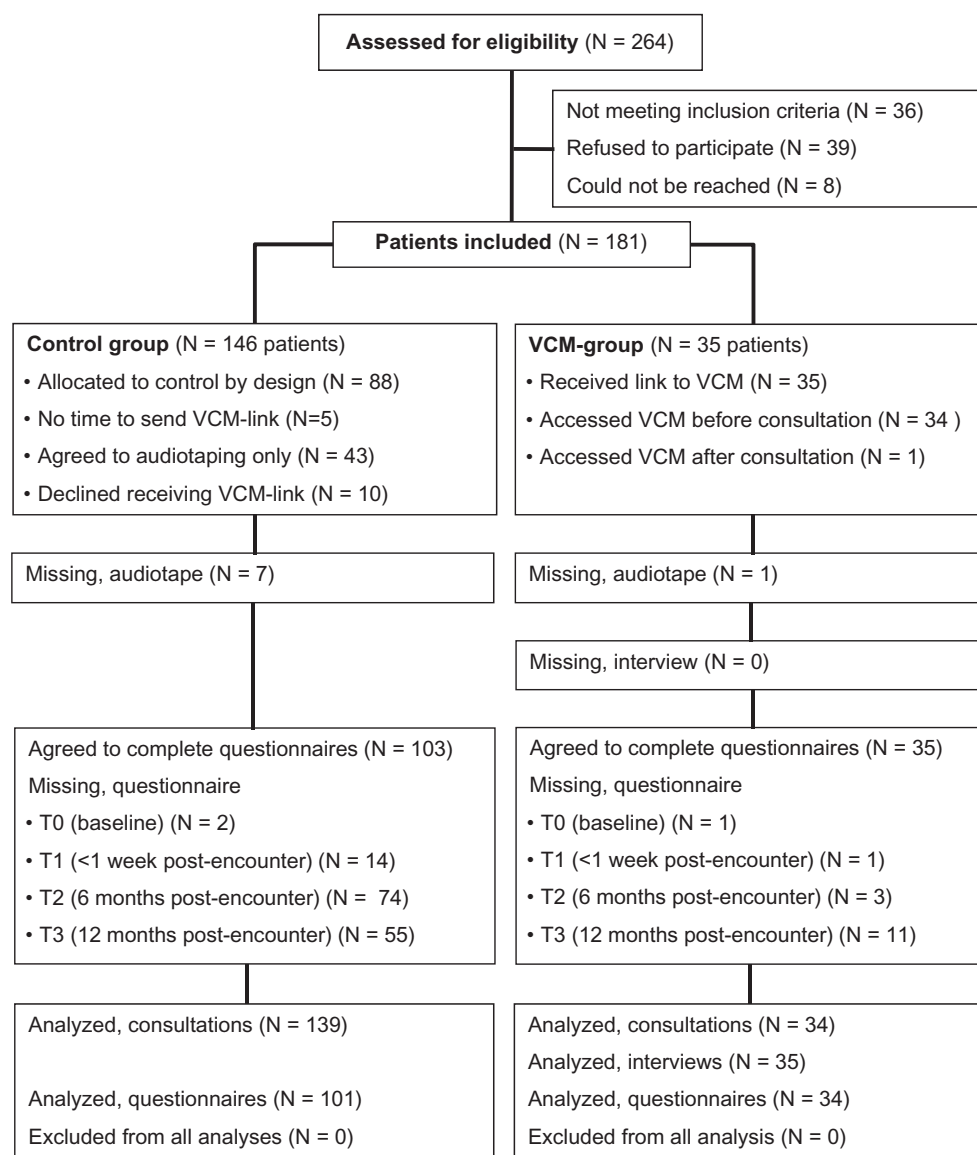 Assessed for eligibility (N = 264)
Not meeting inclusion criteria (N = 36)
Refused to participate (N = 39)
Could not be reached (N = 8)
Patients included (N = 181)
Control group (N = 146 patients)
• Allocated to control by design (N = 88)
• No time to send VCM-link (N=5)
• Agreed to audiotaping only (N = 43)
• Declined receiving VCM-link (N = 10)
VCM-group (N = 35 patients)
• Received link to VCM (N = 35)
• Accessed VCM before consultation (N = 34 )
• Accessed VCM after consultation (N = 1)
Missing, audiotape (N = 7)
Missing, audiotape (N = 1)
Missing, interview (N = 0)
Agreed to complete questionnaires (N = 103)
Missing, questionnaire
• T0 (baseline) (N = 2)
• T1 (<1 week post-encounter) (N = 14)
• T2 (6 months post-encounter) (N = 74)
• T3 (12 months post-encounter) (N = 55)
Agreed to complete questionnaires (N = 35)
Missing, questionnaire
• T0 (baseline) (N = 1)
• T1 (<1 week post-encounter) (N = 1)
• T2 (6 months post-encounter) (N = 3)
• T3 (12 months post-encounter) (N = 11)
Analyzed, consultations (N = 139)
Analyzed, questionnaires (N = 101)
Excluded from all analyses (N = 0)
Analyzed, consultations (N = 34)
Analyzed, interviews (N = 35)
Analyzed, questionnaires (N = 34)
Excluded from all analysis (N = 0)